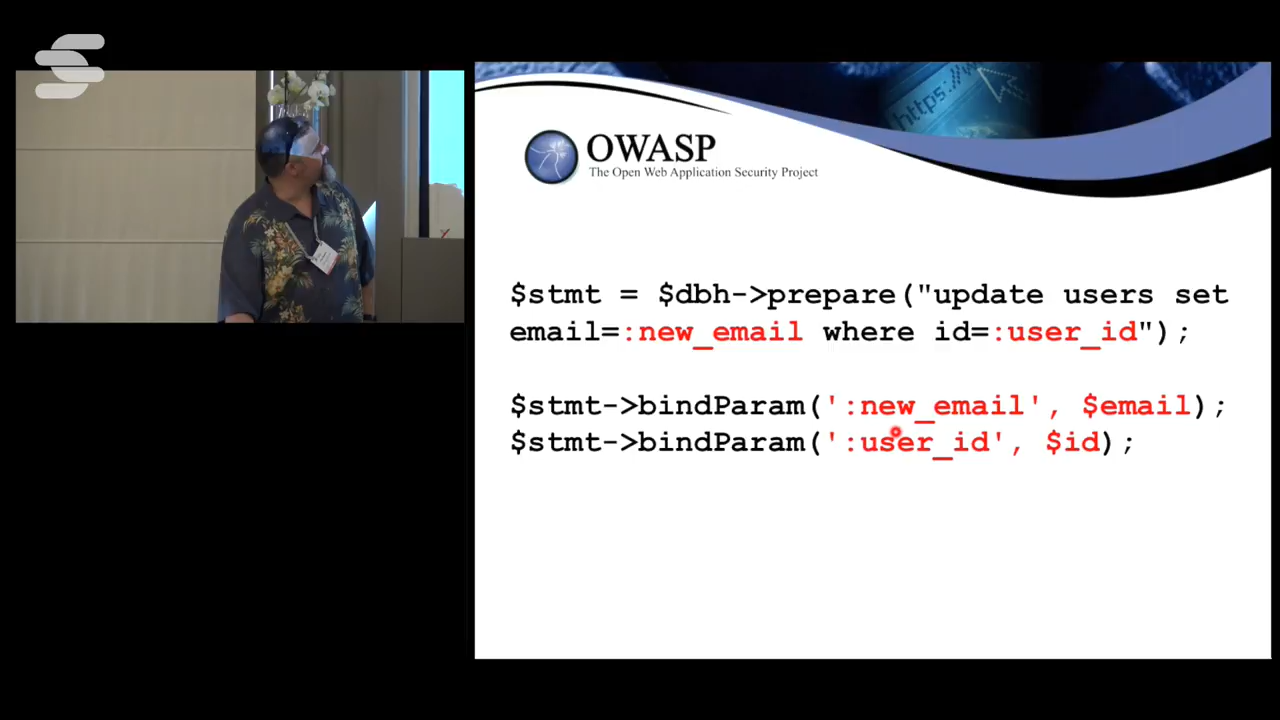 https://w
OWASP
The Open Web Application Security Project
$stmt = $dbh->prepare("update users set
email=:new_email where id=:user_id");
$stmt->bindParam(':new_email', $email);
$stmt->bindParam(':user_id', $id);